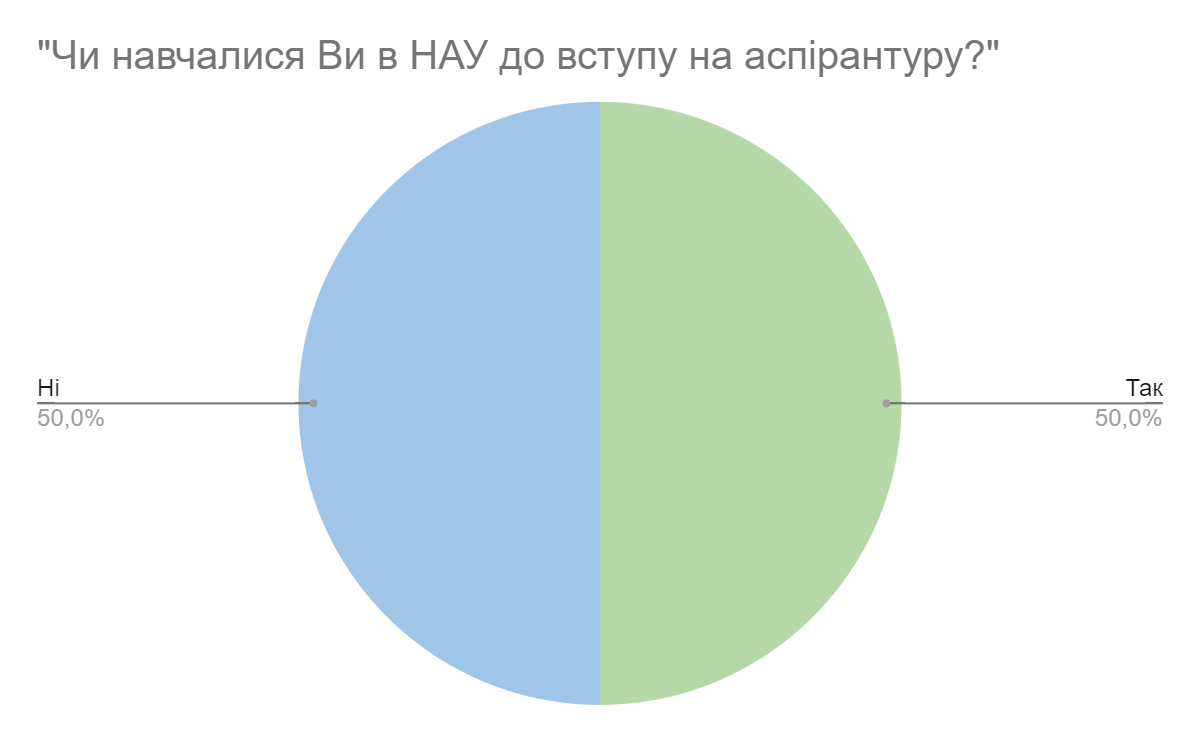 "Чи навчалися Ви в НАУ до вступу на аспірантуру?"
Ні
50,0%
Так
50,0%